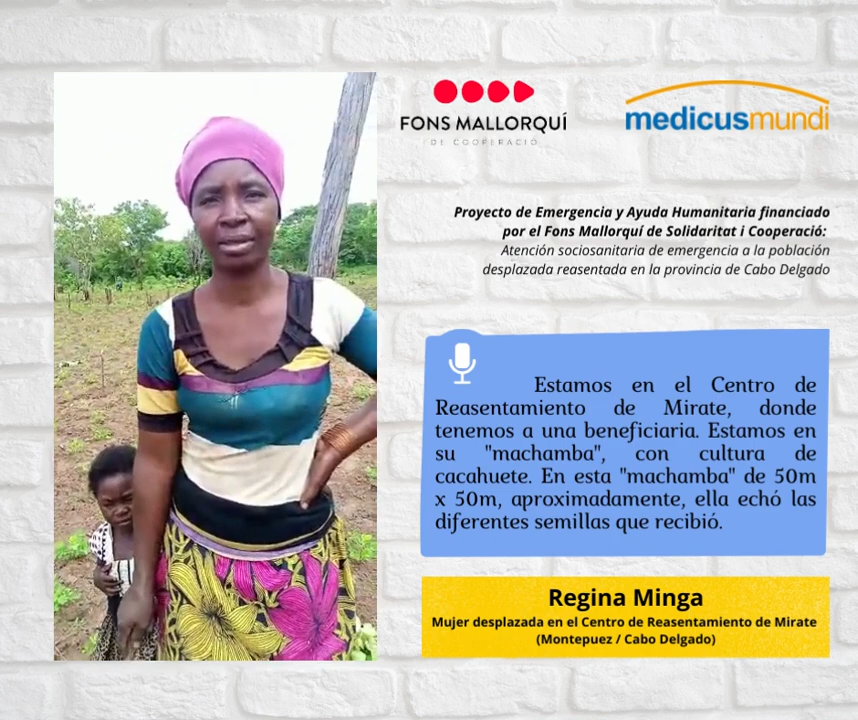 FONS MALLORQUÍ
DE COOPERACIÓ
medicusmundi
Proyecto de Emergencia y Ayuda Humanitaria financiado
por el Fons Mallorquí de Solidaritat i Cooperació:
Atención sociosanitaria de emergencia a la población
desplazada reasentada en la provincia de Cabo Delgado
Estamos en el Centro de
Reasentamiento de Mirate, donde
tenemos a una beneficiaria. Estamos en
su "machamba", con cultura de
cacahuete. En esta "machamba" de 50m
x 50m, aproximadamente, ella echó las
diferentes semillas que recibió.
Regina Minga
Mujer desplazada en el Centro de Reasentamiento de Mirate
(Montepuez / Cabo Delgado)